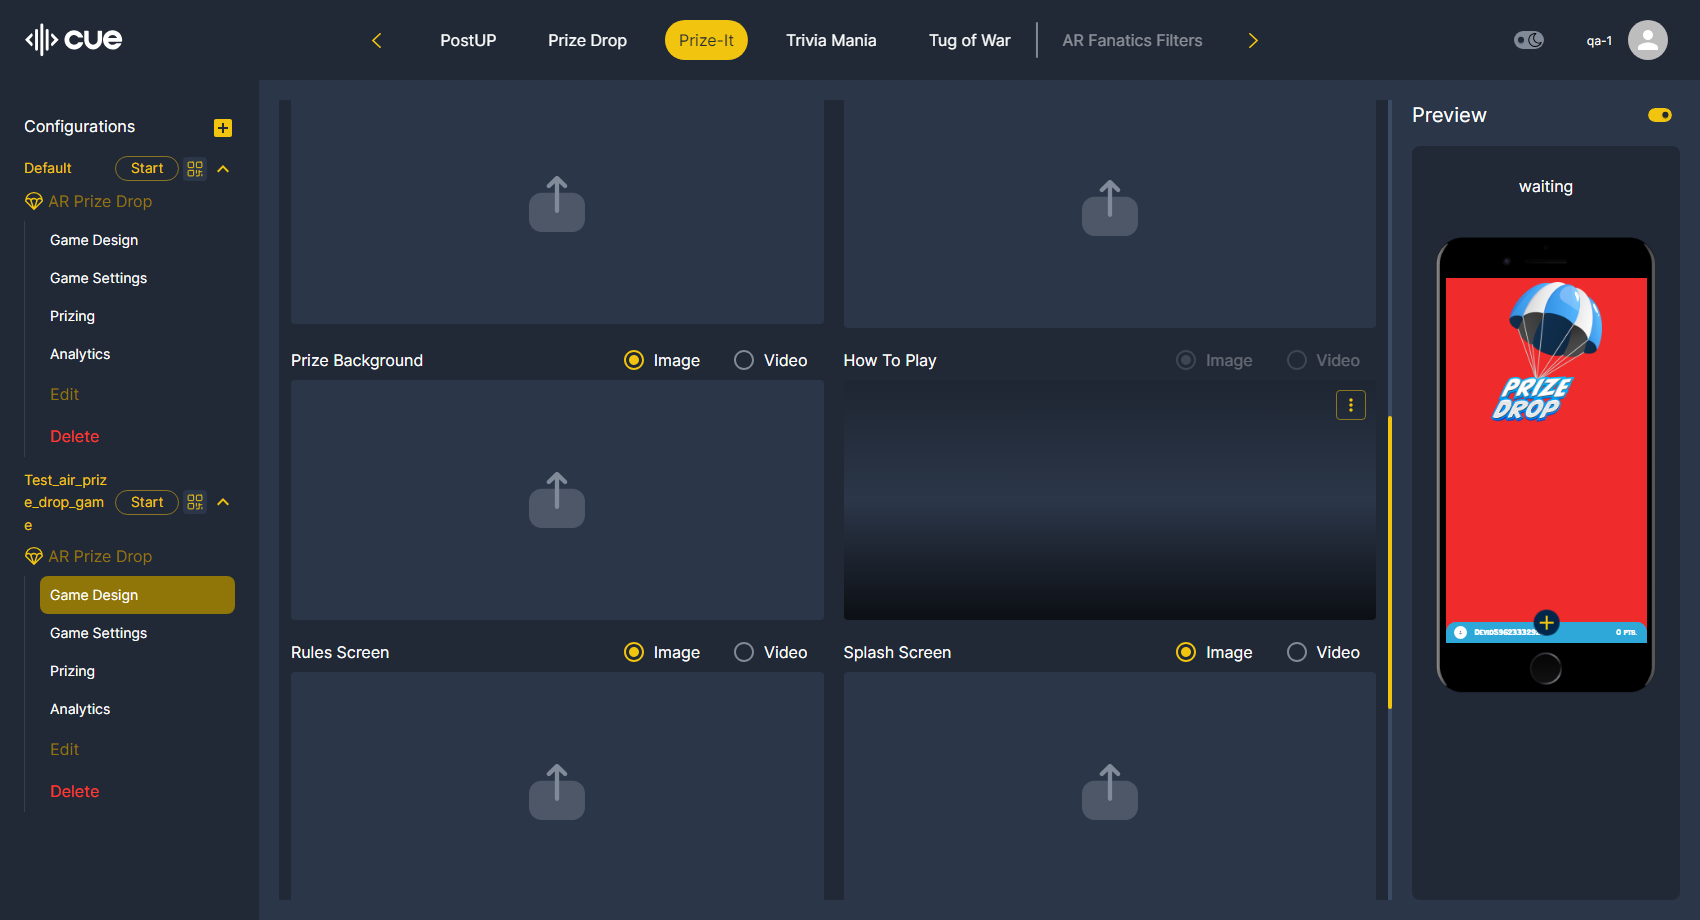 cue
PostUP
Prize Drop
Prize-It
Trivia Mania
Tug of War
AR Fanatics Filters
qa-1
Configurations
Default
Start
AR Prize Drop
Game Design
Game Settings
Prizing
Analytics
Edit
Delete
Test_air_priz
e_drop_gam
e
Start
AR Prize Drop
Game Design
Game Settings
Prizing
Analytics
Edit
Delete
Prize Background
Image
Video
How To Play
Image
Video
Rules Screen
Image
Video
Splash Screen
Image
Video
Preview
waiting
PRIZE
DROP
0 PTS.